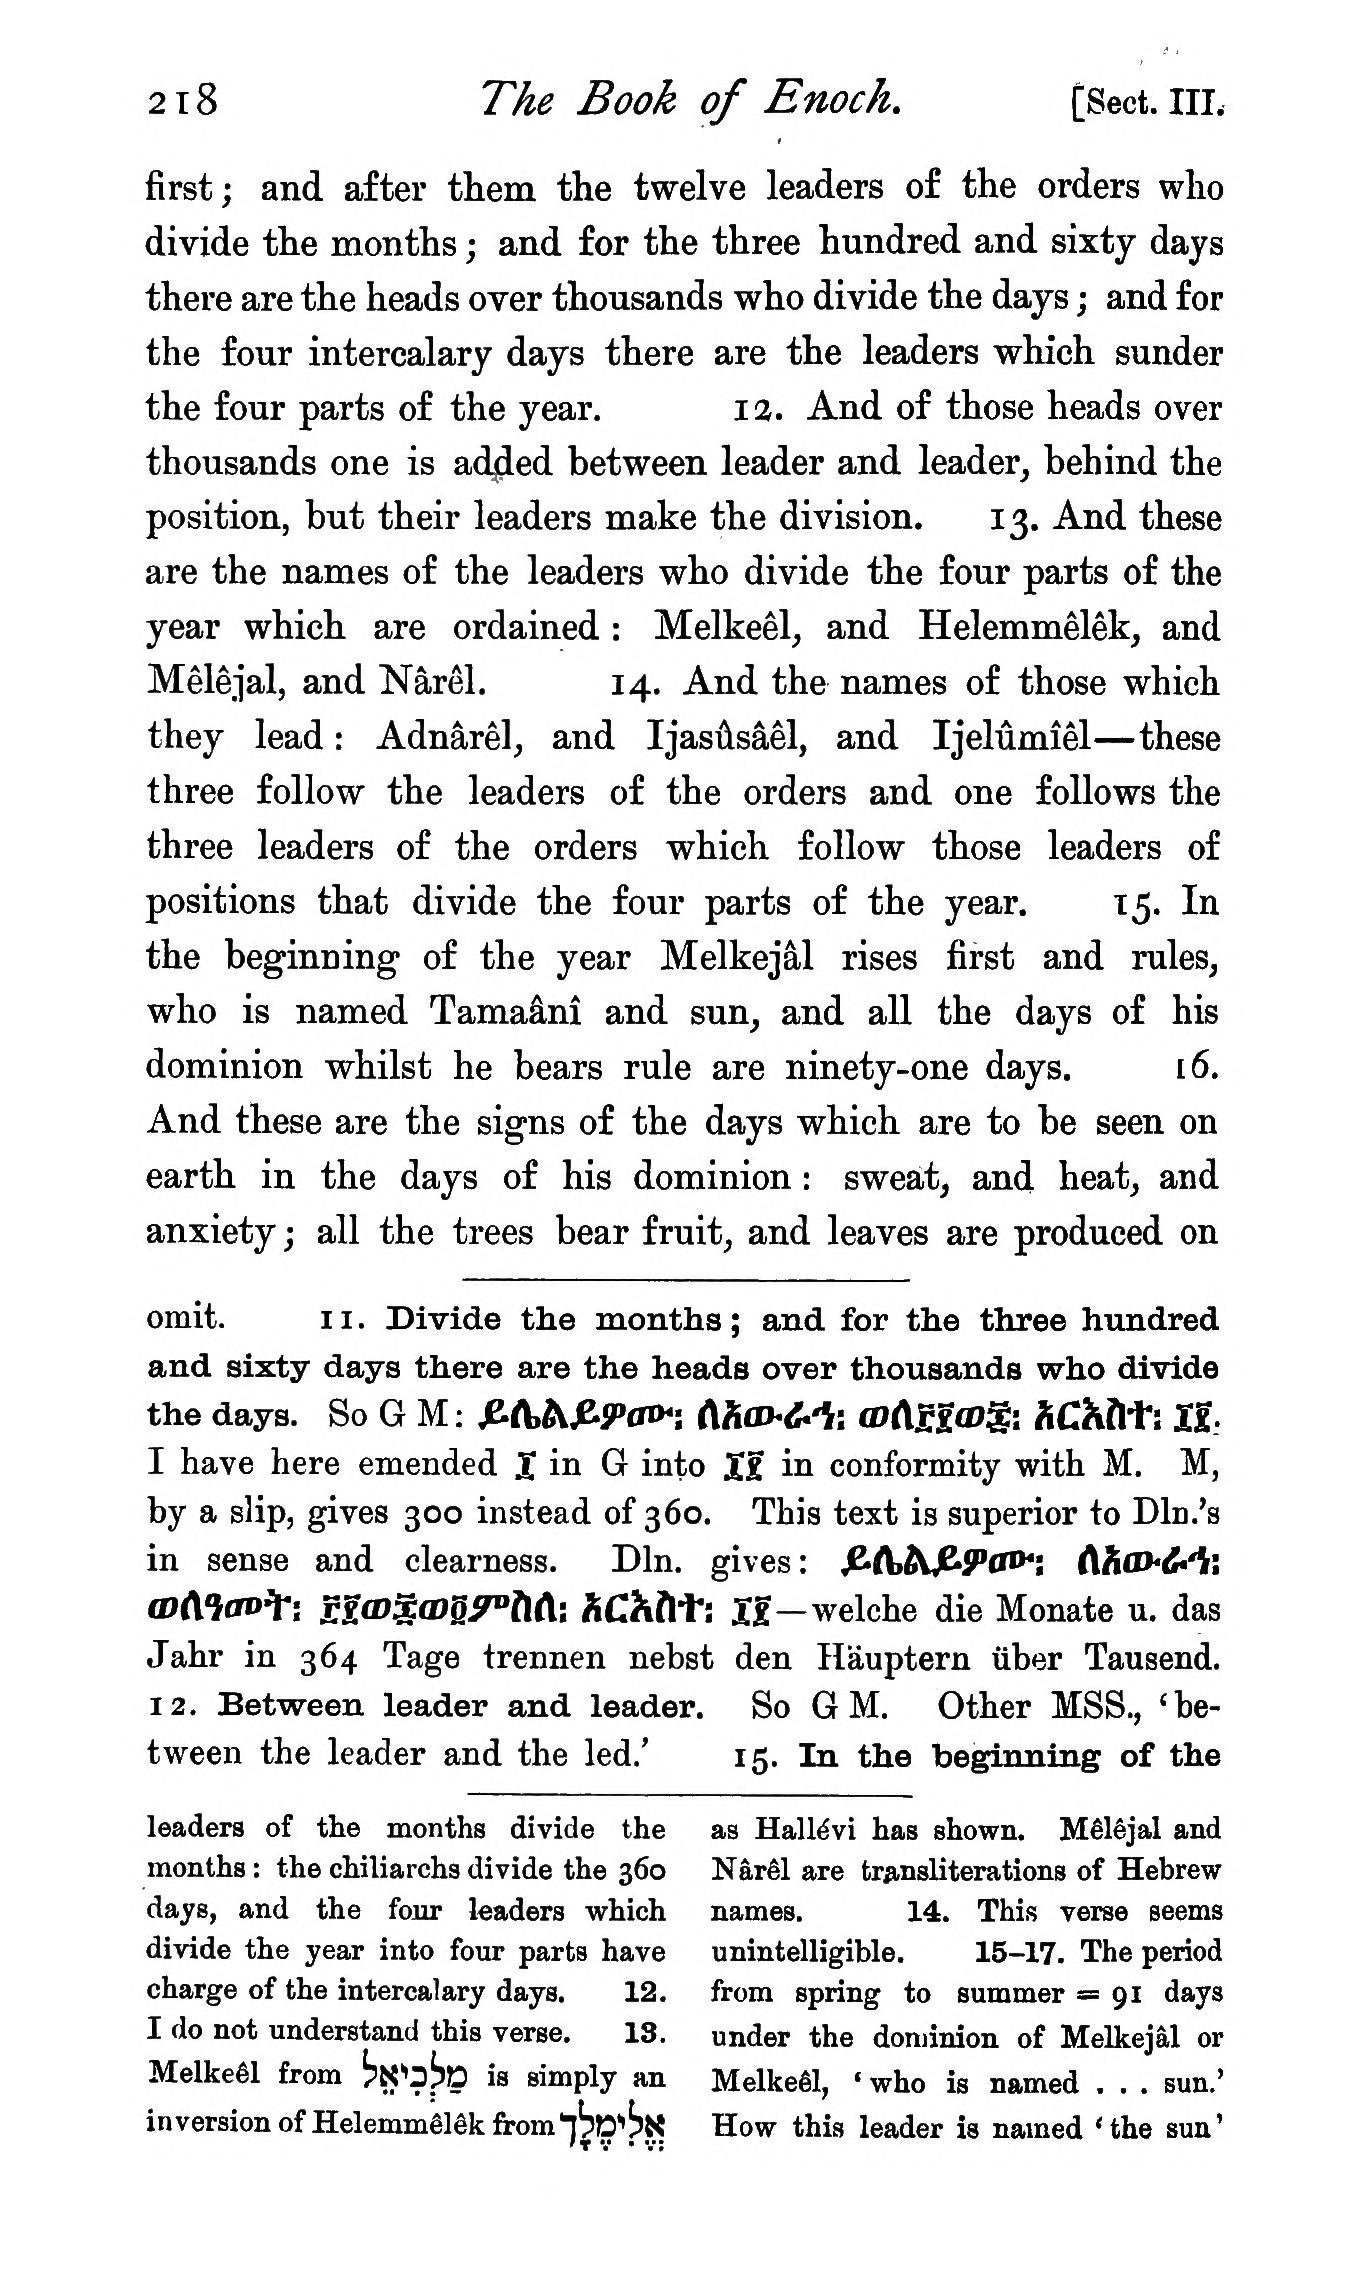 218 The Book of Enoch. [Sect. III.
first; and after them the twelve leaders of the orders who
divide the months; and for the three hundred and sixty days
there are the heads over thousands who divide the days; and for
the four intercalary days there are the leaders which sunder
the four parts of the year. 12. And of those heads over
thousands one is added between leader and leader, behind the
position, but their leaders make the division. 13. And these
are the names of the leaders who divide the four parts of the
year which are ordained: Melkeêl, and Helemmêlêk, and
Mêlêjal, and Nârêl. 14. And the names of those which
they lead: Adnârêl, and Ijasûsâêl, and Ijelûmîêl—these
three follow the leaders of the orders and one follows the
three leaders of the orders which follow those leaders of
positions that divide the four parts of the year. 15. In
the beginning of the year Melkejâl rises first and rules,
who is named Tamaânî and sun, and all the days of his
dominion whilst he bears rule are ninety-one days. 16.
And these are the signs of the days which are to be seen on
earth in the days of his dominion: sweat, and heat, and
anxiety; all the trees bear fruit, and leaves are produced on
omit. 11. Divide the months; and for the three hundred
and sixty days there are the heads over thousands who divide
the days. So G M: ይሌልይዎሙ፡ ለአውራኅ፡ ወለ፫፻ወ፷፡ አርእስተ፡ ፲፻.
I have here emended ፲ in G into ፲፻ in conformity with M. M,
by a slip, gives 300 instead of 360. This text is superior to Dln.'s
in sense and clearness. Dln. gives: ይሌልይዎሙ፡ ለአውራኅ፡
ወለዓመት፡ ፫፻ወ፷ወ፬ምስለ፡ አርእስተ፡ ፲፻—welche die Monate u. das
Jahr in 364 Tage trennen nebst den Häuptern über Tausend.
12. Between leader and leader. So G M. Other MSS., 'be-
tween the leader and the led.' 15. In the beginning of the
leaders of the months divide the
months: the chiliarchs divide the 360
days, and the four leaders which
divide the year into four parts have
charge of the intercalary days. 12.
I do not understand this verse. 13.
Melkeêl from מַלְכִּיאֵל is simply an
inversion of Helemmêlêk from אֱלִימֶלֶךְ
as Hallévi has shown. Mêlêjal and
Nârêl are transliterations of Hebrew
names. 14. This verse seems
unintelligible. 15–17. The period
from spring to summer = 91 days
under the dominion of Melkejâl or
Melkeêl, 'who is named . . . sun.'
How this leader is named 'the sun'